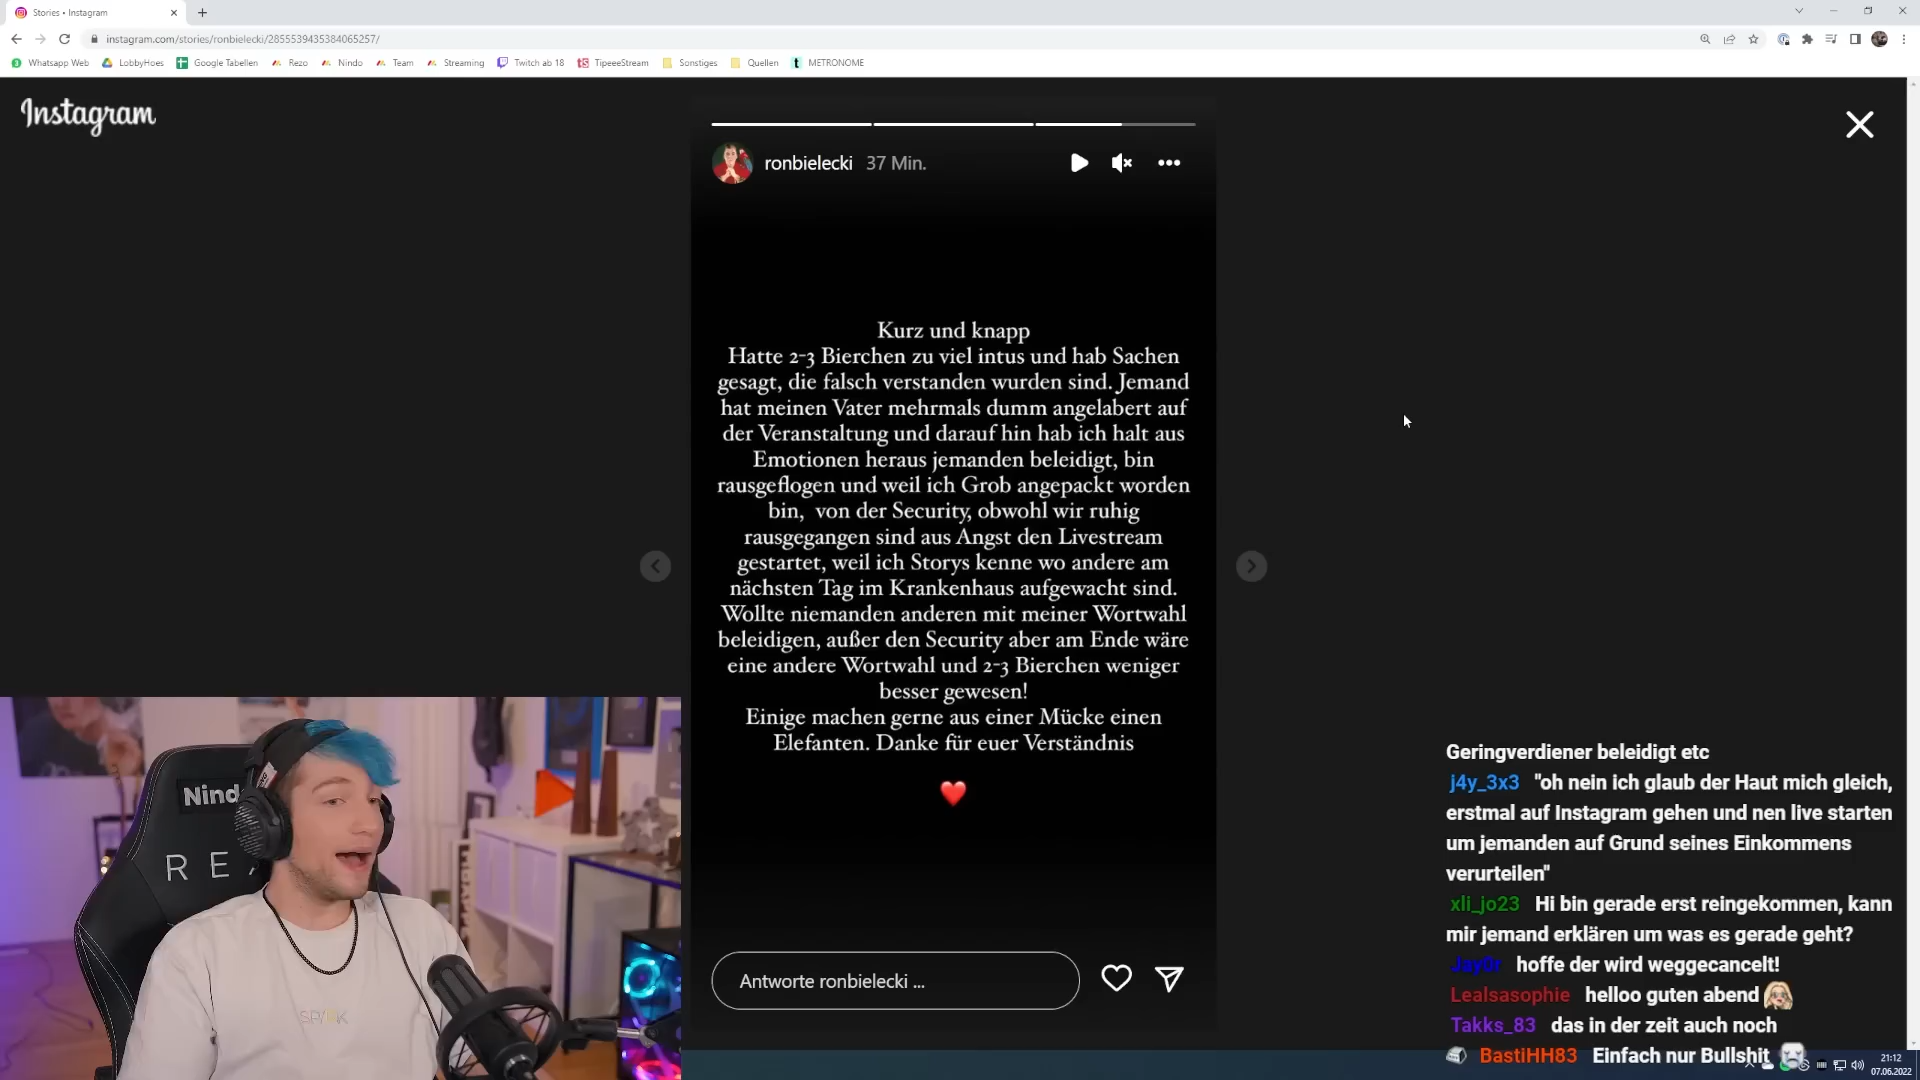 Stories • Instagram
instagram.com/stories/ronbielecki/2855539435384065257/
Whatsapp Web LobbyHoes Google Tabellen Rezo Nindo Team Streaming Twitch ab 18 TipeeeStream Sonstiges Quellen METRONOME
Instagram
ronbielecki 37 Min.
Kurz und knapp
Hatte 2-3 Bierchen zu viel intus und hab Sachen
gesagt, die falsch verstanden wurden sind. Jemand
hat meinen Vater mehrmals dumm angelabert auf
der Veranstaltung und darauf hin hab ich halt aus
Emotionen heraus jemanden beleidigt, bin
rausgeflogen und weil ich Grob angepackt worden
bin,  von der Security, obwohl wir ruhig
rausgegangen sind aus Angst den Livestream
gestartet, weil ich Storys kenne wo andere am
nächsten Tag im Krankenhaus aufgewacht sind.
Wollte niemanden anderen mit meiner Wortwahl
beleidigen, außer den Security aber am Ende wäre
eine andere Wortwahl und 2-3 Bierchen weniger
besser gewesen!
Einige machen gerne aus einer Mücke einen
Elefanten. Danke für euer Verständnis
❤️
Antworte ronbielecki ...
Nind
RE
Geringverdiener beleidigt etc
j4y_3x3 "oh nein ich glaub der Haut mich gleich,
erstmal auf Instagram gehen und nen live starten
um jemanden auf Grund seines Einkommens
verurteilen"
xli_jo23 Hi bin gerade erst reingekommen, kann
mir jemand erklären um was es gerade geht?
Jay0r hoffe der wird weggecancelt!
Lealsasophie helloo guten abend
Takks_83 das in der zeit auch noch
BastiHH83 Einfach nur Bullshit
21:12
07.06.2022